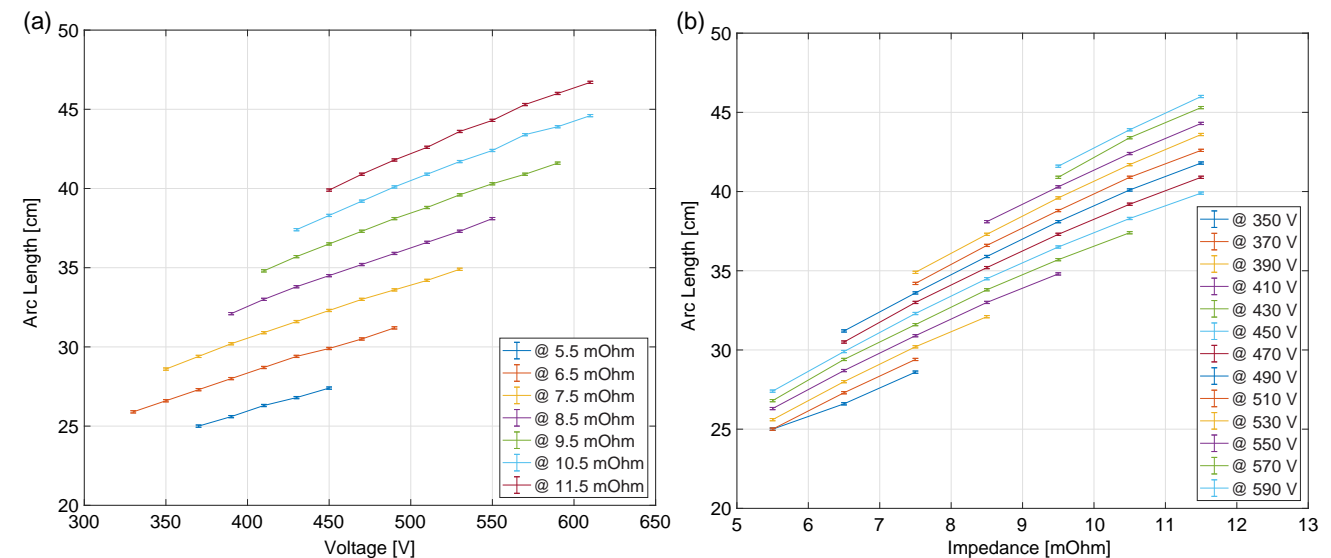 (a)
50
45
40
35
30
25
20
Arc Length [cm]
300 350 400 450 500 550 600 650
Voltage [V]
@ 5.5 mOhm
@ 6.5 mOhm
@ 7.5 mOhm
@ 8.5 mOhm
@ 9.5 mOhm
@ 10.5 mOhm
@ 11.5 mOhm
(b)
50
45
40
35
30
25
20
Arc Length [cm]
5 6 7 8 9 10 11 12 13
Impedance [mOhm]
@ 350 V
@ 370 V
@ 390 V
@ 410 V
@ 430 V
@ 450 V
@ 470 V
@ 490 V
@ 510 V
@ 530 V
@ 550 V
@ 570 V
@ 590 V